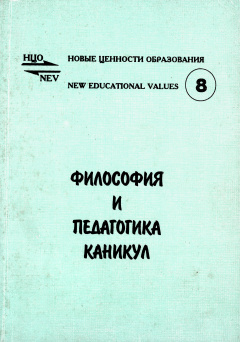 НЦО
NEV
НОВЫЕ ЦЕННОСТИ ОБРАЗОВАНИЯ
NEW EDUCATIONAL VALUES
8
ФИЛОСОФИЯ
И
ПЕДАГОГИКА
КАНИКУЛ